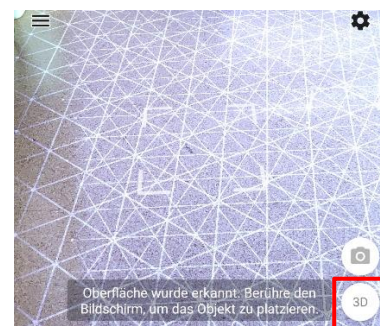 Oberfläche wurde erkannt. Berühre den
Bildschirm, um das Objekt zu platzieren.
3D